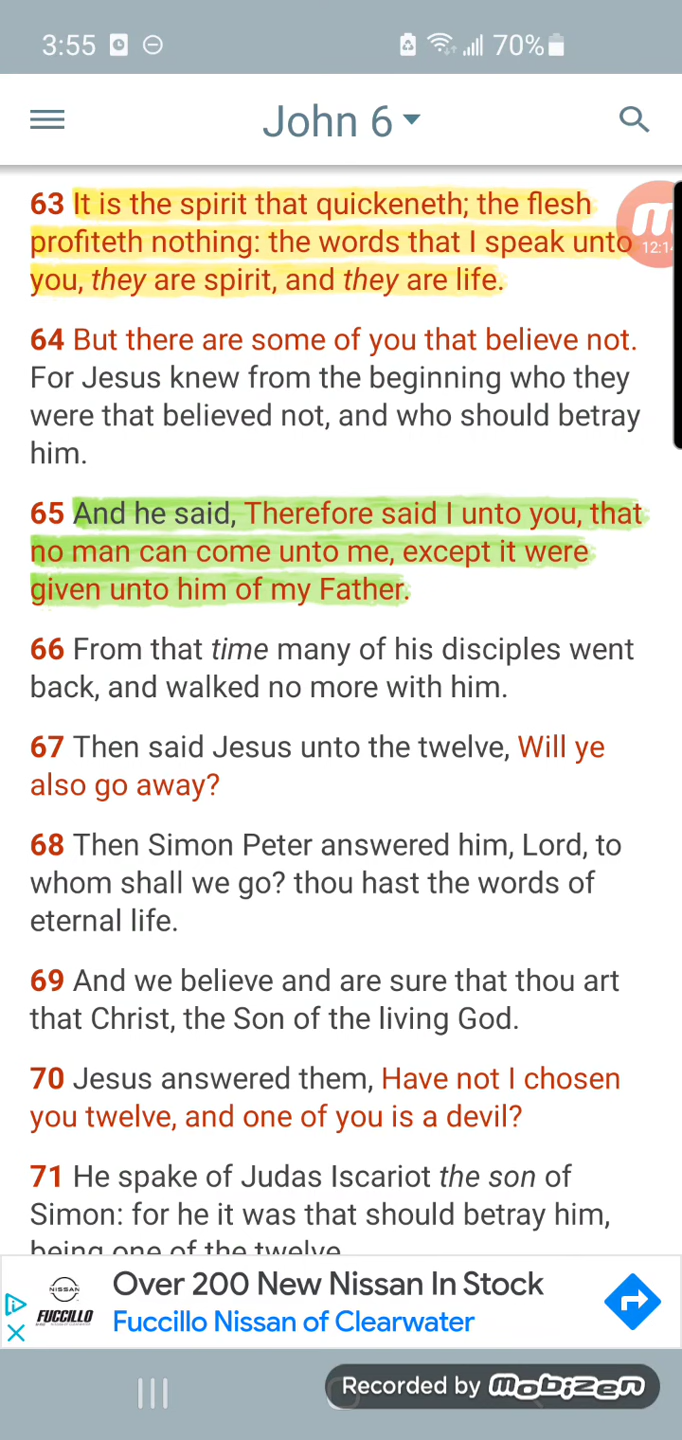 3:55 70%
John 6
63 It is the spirit that quickeneth; the flesh
profiteth nothing: the words that I speak unto
you, they are spirit, and they are life.
12:1
64 But there are some of you that believe not.
For Jesus knew from the beginning who they
were that believed not, and who should betray
him.
65 And he said, Therefore said I unto you, that
no man can come unto me, except it were
given unto him of my Father.
66 From that time many of his disciples went
back, and walked no more with him.
67 Then said Jesus unto the twelve, Will ye
also go away?
68 Then Simon Peter answered him, Lord, to
whom shall we go? thou hast the words of
eternal life.
69 And we believe and are sure that thou art
that Christ, the Son of the living God.
70 Jesus answered them, Have not I chosen
you twelve, and one of you is a devil?
71 He spake of Judas Iscariot the son of
Simon: for he it was that should betray him,
being one of the twelve
NISSAN
FUCCILLO
Over 200 New Nissan In Stock
Fuccillo Nissan of Clearwater
Recorded by mobizen